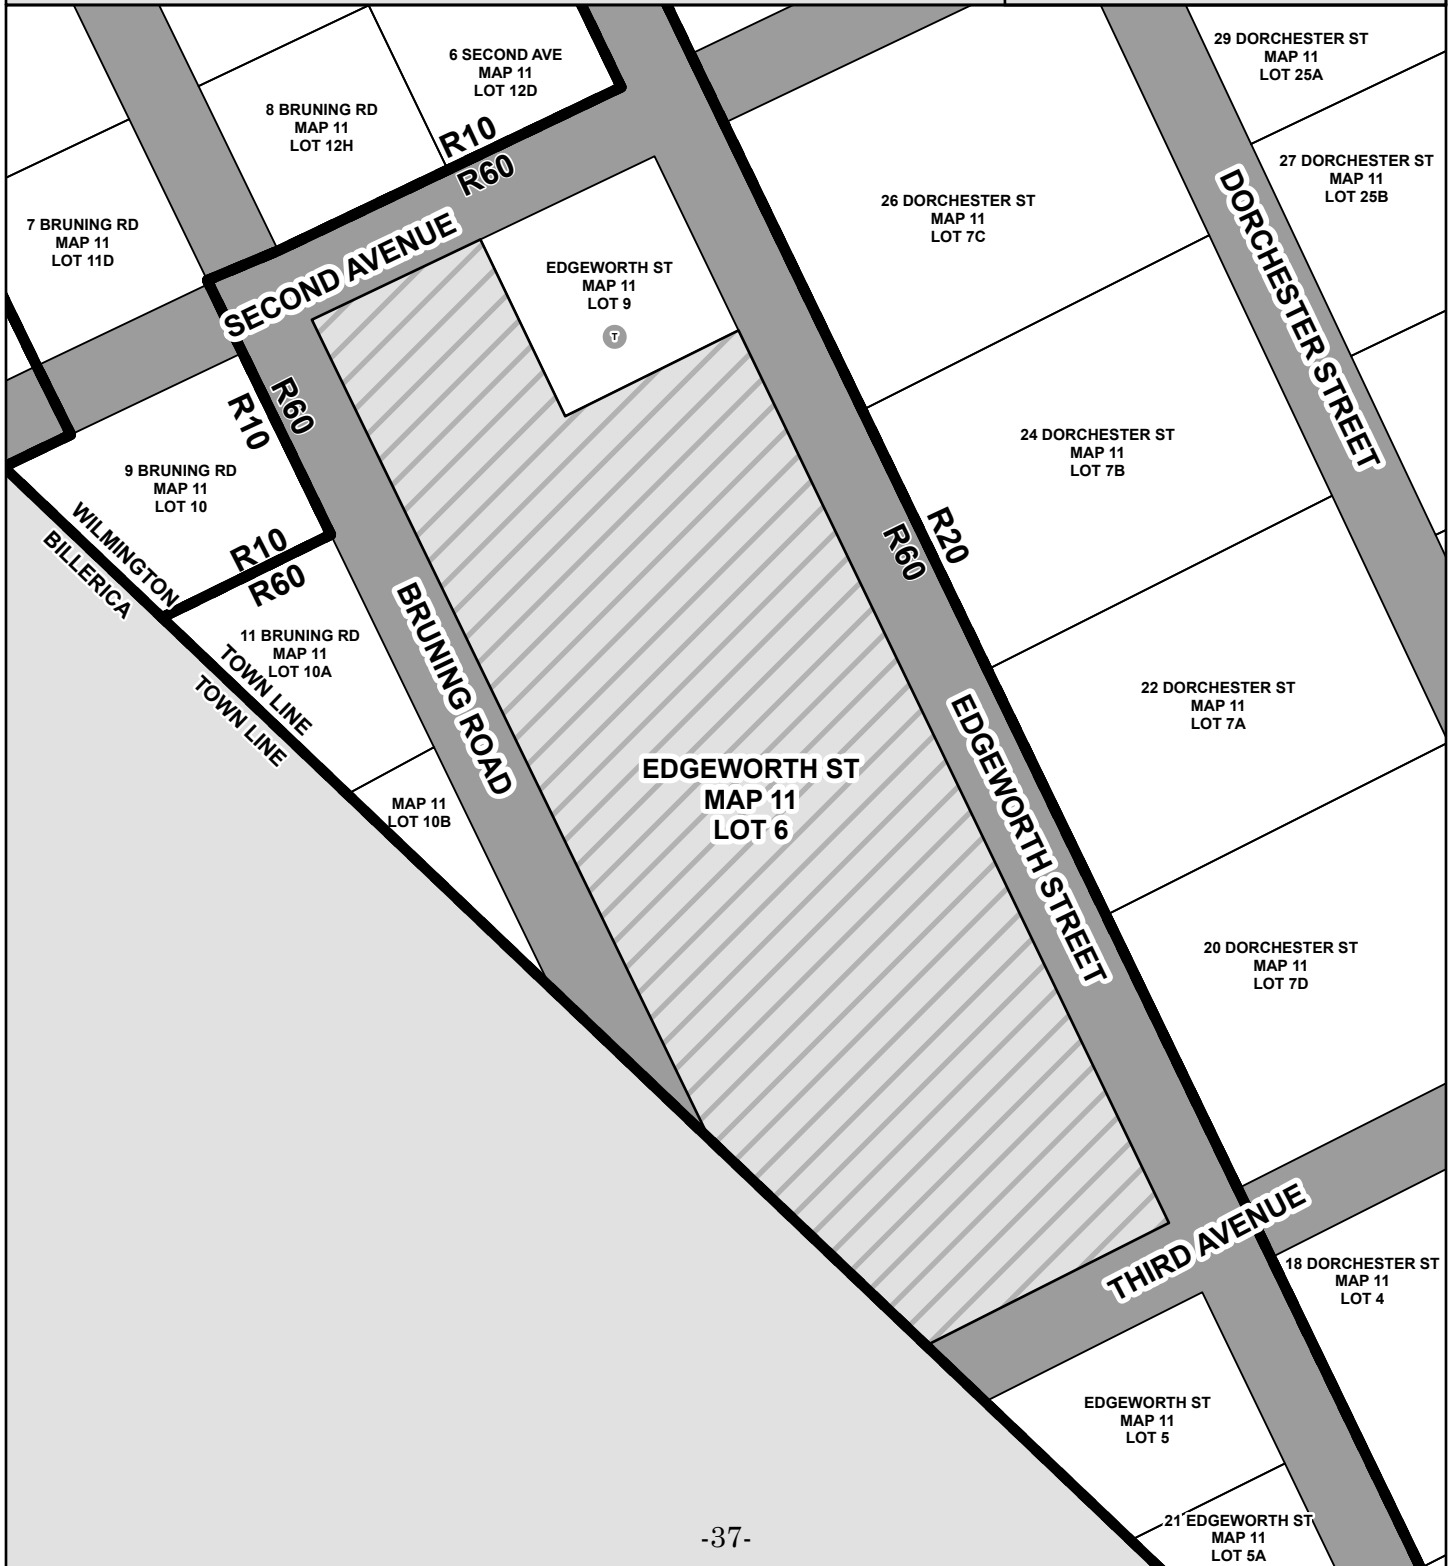 29 DORCHESTER ST
MAP 11
LOT 25A
6 SECOND AVE
MAP 11
LOT 12D
8 BRUNING RD
MAP 11
LOT 12H
R10
R60
27 DORCHESTER ST
MAP 11
LOT 25B
7 BRUNING RD
MAP 11
LOT 11D
SECOND AVENUE
26 DORCHESTER ST
MAP 11
LOT 7C
DORCHESTER STREET
EDGEWORTH ST
MAP 11
LOT 9
T
R60
R10
24 DORCHESTER ST
MAP 11
LOT 7B
9 BRUNING RD
MAP 11
LOT 10
WILMINGTON
BILLERICA
R10
R60
R20
R60
11 BRUNING RD
MAP 11
LOT 10A
TOWN LINE
TOWN LINE
BRUNING ROAD
22 DORCHESTER ST
MAP 11
LOT 7A
EDGEWORTH ST
MAP 11
LOT 6
EDGEWORTH STREET
MAP 11
LOT 10B
20 DORCHESTER ST
MAP 11
LOT 7D
THIRD AVENUE
18 DORCHESTER ST
MAP 11
LOT 4
EDGEWORTH ST
MAP 11
LOT 5
21 EDGEWORTH ST
MAP 11
LOT 5A
-37-